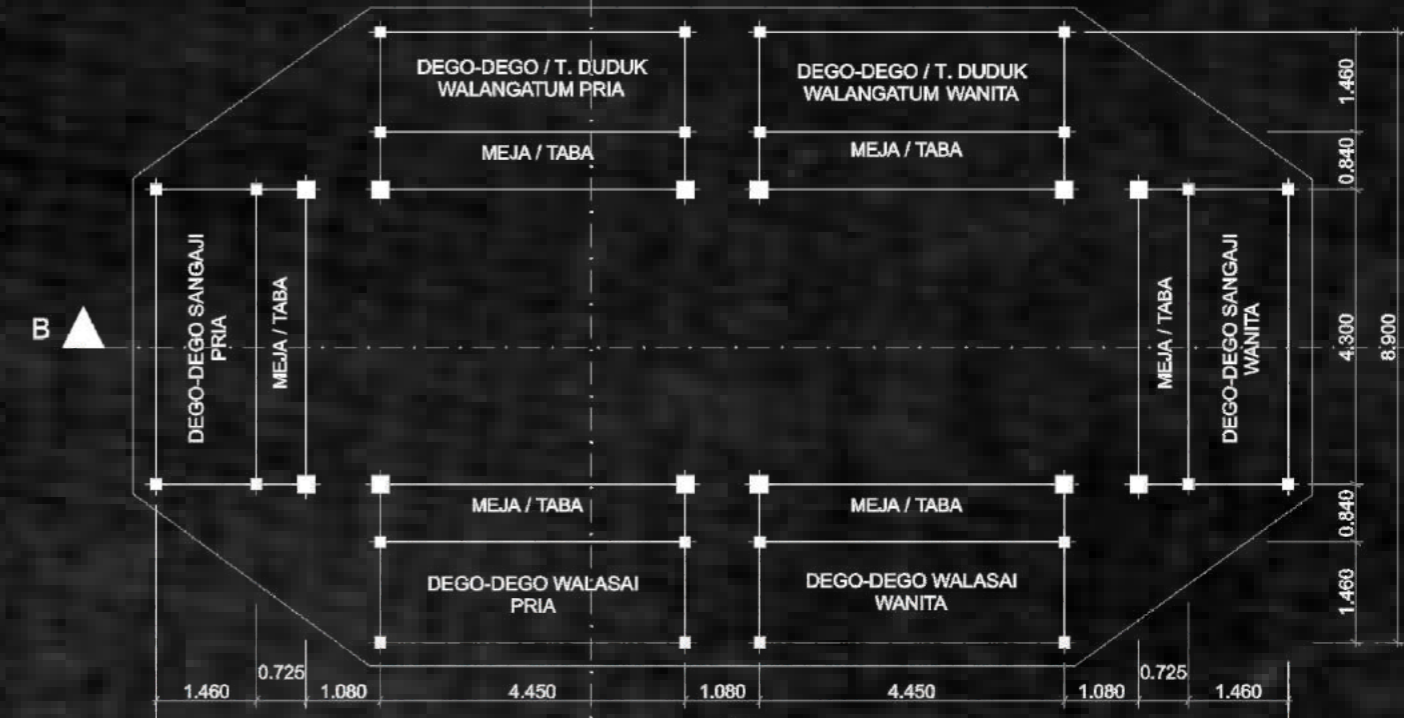 DEGO-DEGO / T. DUDUK
WALANGATUM PRIA
DEGO-DEGO / T. DUDUK
WALANGATUM WANITA
MEJA / TABA
MEJA / TABA
1.460
0.840
B
DEGO-DEGO SANGAJI
PRIA
MEJA / TABA
MEJA / TABA
DEGO-DEGO SANGAJI
WANITA
4.300
8.900
MEJA / TABA
MEJA / TABA
0.840
DEGO-DEGO WALASAI
PRIA
DEGO-DEGO WALASAI
WANITA
1.460
1.460
0.725
1.080
4.450
1.080
4.450
1.080
0.725
1.460